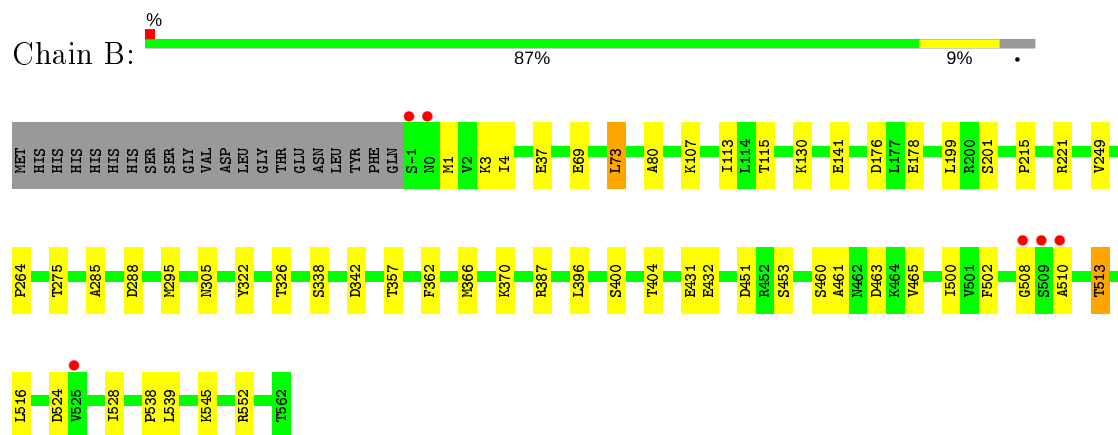 %
Chain B:
87% 9% •
MET HIS HIS HIS HIS HIS HIS SER SER GLY VAL ASP LEU GLY THR GLU ASN LEU TYR PHE GLN S-1 N0 M1 V2 K3 I4 E37 E69 L73 A80 K107 I113 L114 T115 K130 E141 D176 L177 E178 L199 R200 S201 P215 R221 V249
P264 T275 A285 D288 M295 N305 Y322 T326 S338 D342 T357 F362 M366 K370 R387 L396 S400 T404 E431 E432 D451 R452 S453 S460 A461 N462 D463 K464 V465 I500 V501 F502 G508 S509 A510 T513
L516 D524 V525 I528 P538 L539 K545 R552 T562